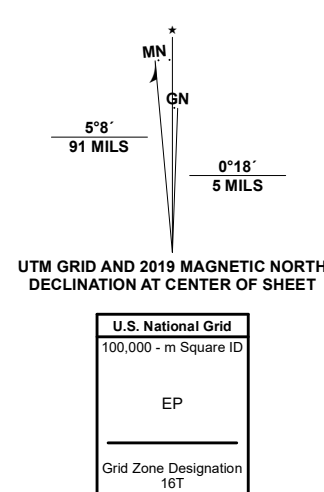 ★
MN
GN
5°8´
91 MILS
0°18´
5 MILS
UTM GRID AND 2019 MAGNETIC NORTH
DECLINATION AT CENTER OF SHEET
U.S. National Grid
100,000 - m Square ID
EP
Grid Zone Designation
16T